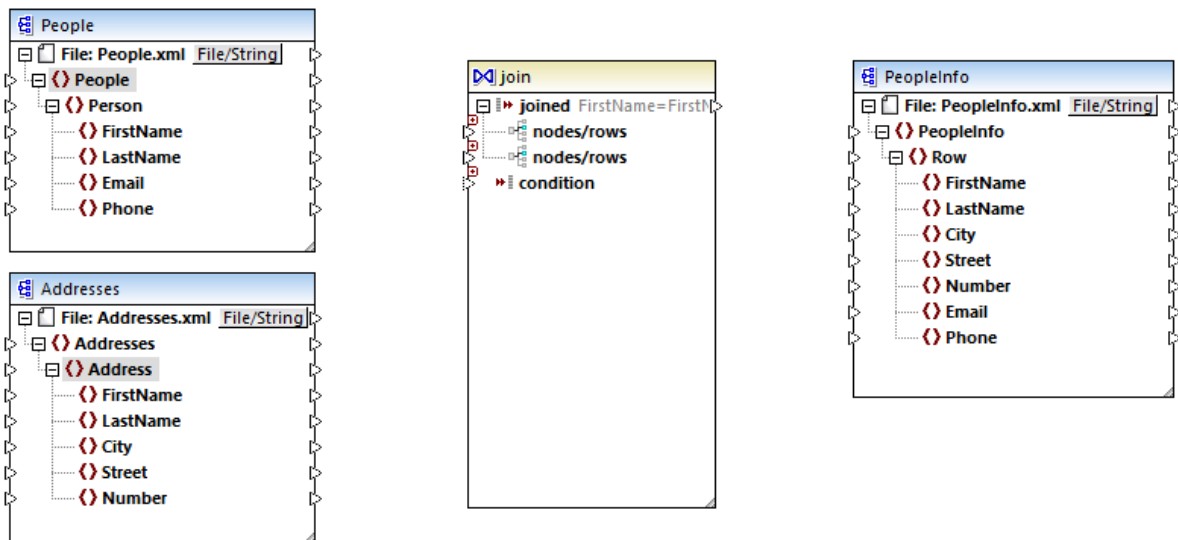 People
File: People.xml File/String
People
Person
FirstName
LastName
Email
Phone
Addresses
File: Addresses.xml File/String
Addresses
Address
FirstName
LastName
City
Street
Number
join
joined FirstName=FirstN
nodes/rows
nodes/rows
condition
PeopleInfo
File: PeopleInfo.xml File/String
PeopleInfo
Row
FirstName
LastName
City
Street
Number
Email
Phone